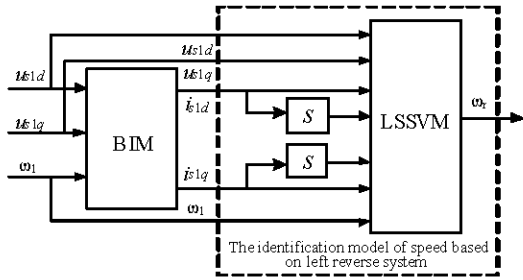 us1d
us1q
us1d
us1q
is1d
S
LSSVM
ωr
us1q
BIM
S
ω1
is1q
ω1
The identification model of speed based
on left reverse system